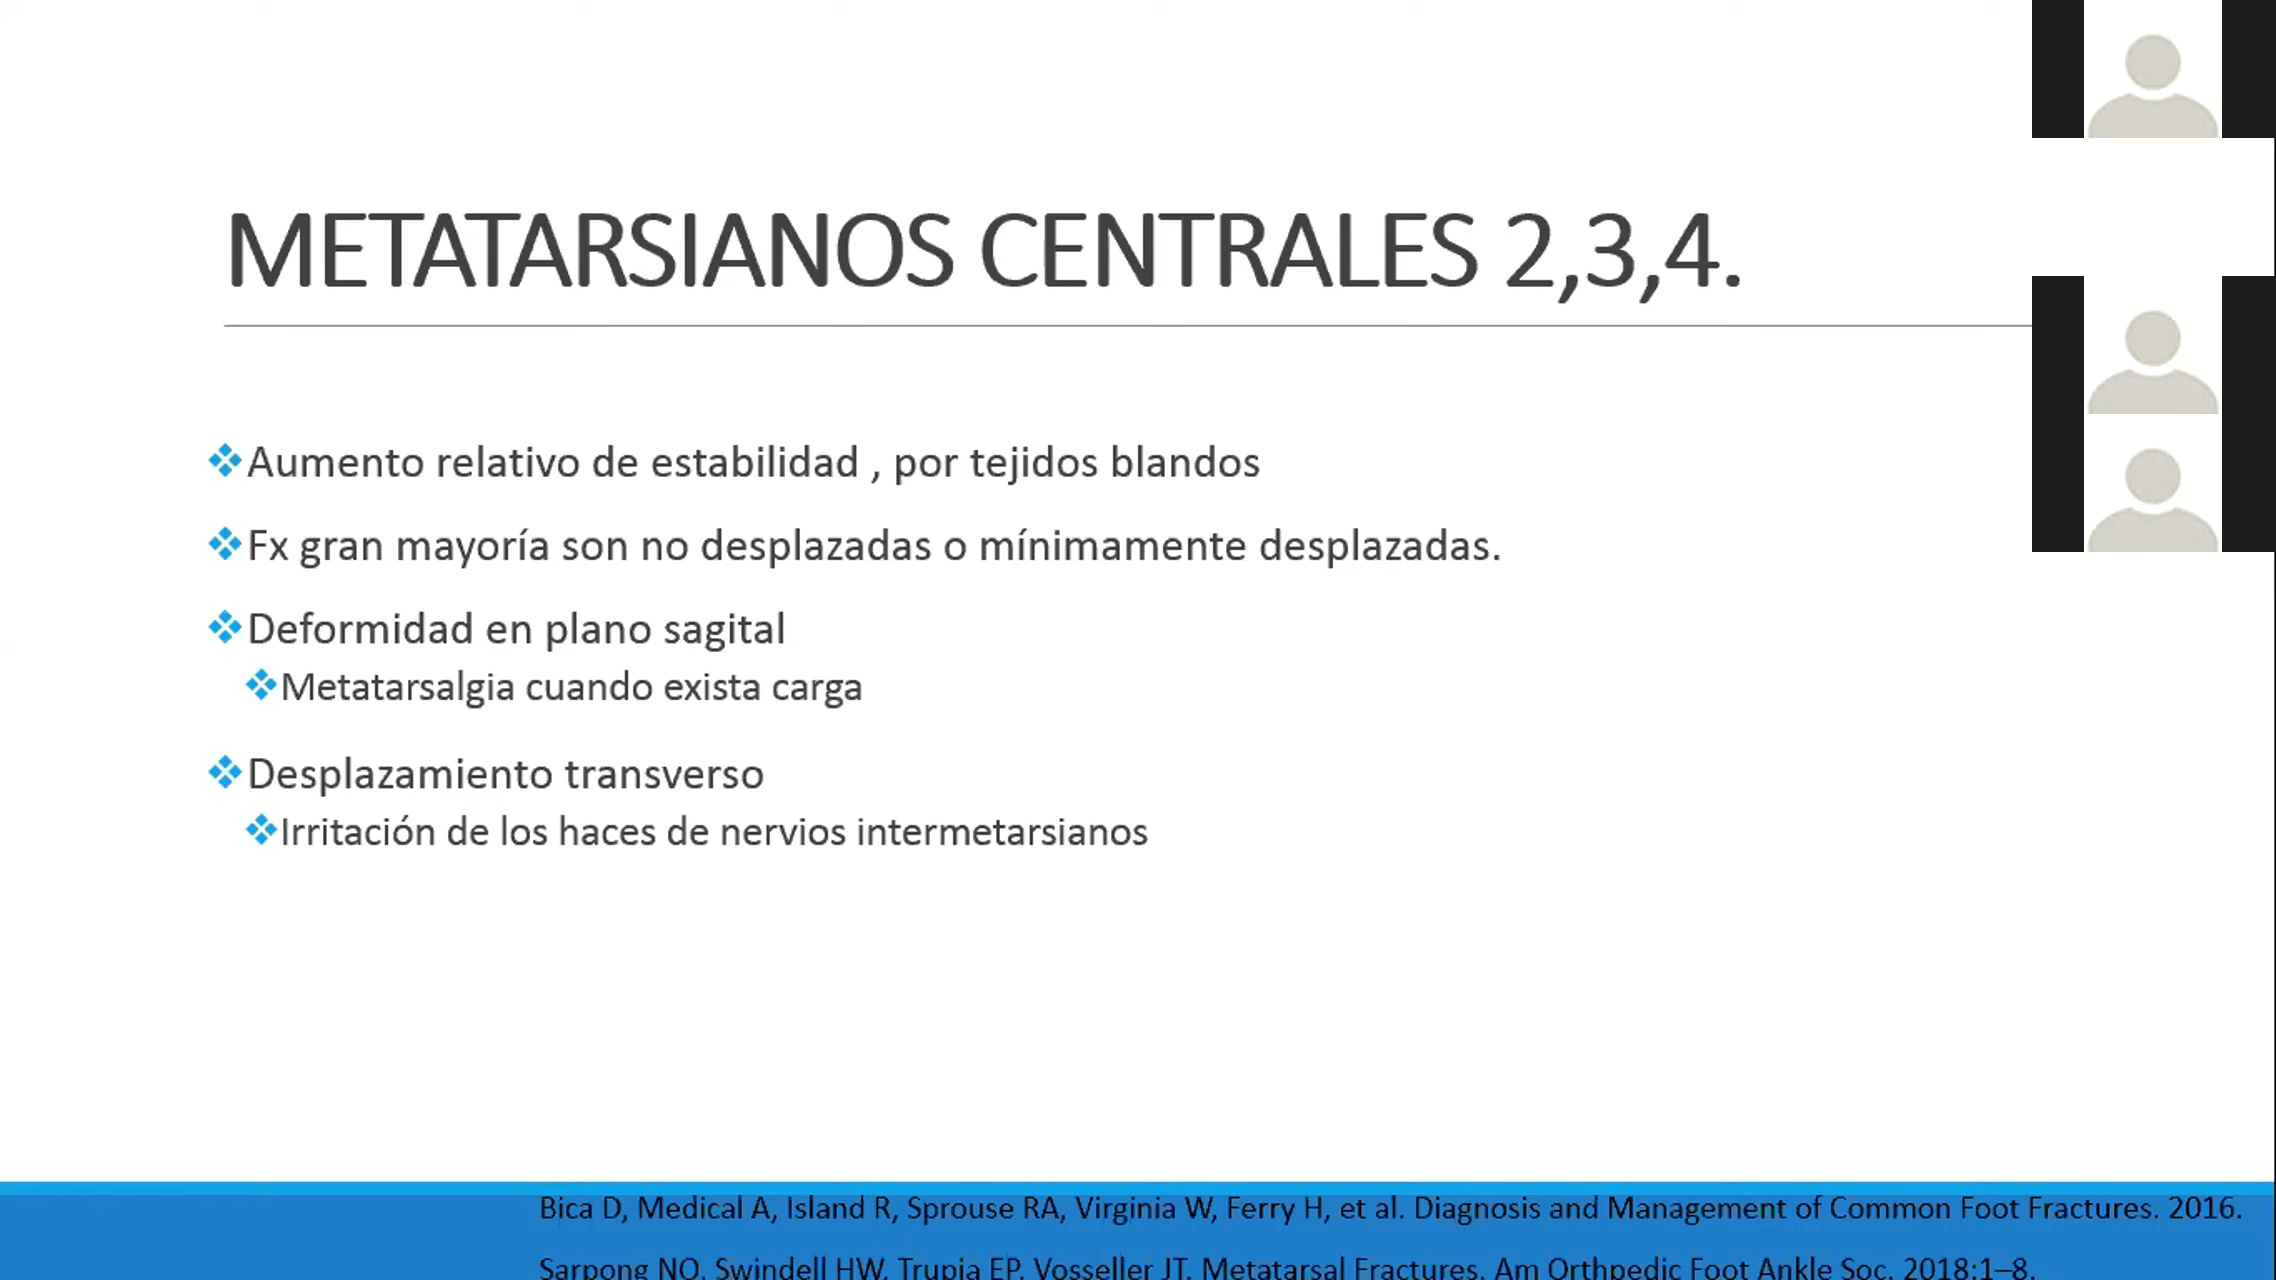 METATARSIANOS CENTRALES 2,3,4.
Aumento relativo de estabilidad , por tejidos blandos
Fx gran mayoría son no desplazadas o mínimamente desplazadas.
Deformidad en plano sagital
Metatarsalgia cuando exista carga
Desplazamiento transverso
Irritación de los haces de nervios intermetarsianos
Bica D, Medical A, Island R, Sprouse RA, Virginia W, Ferry H, et al. Diagnosis and Management of Common Foot Fractures. 2016.
Sarpong NO, Swindell HW, Trupia EP, Vosseller JT. Metatarsal Fractures. Am Orthpedic Foot Ankle Soc. 2018:1–8.